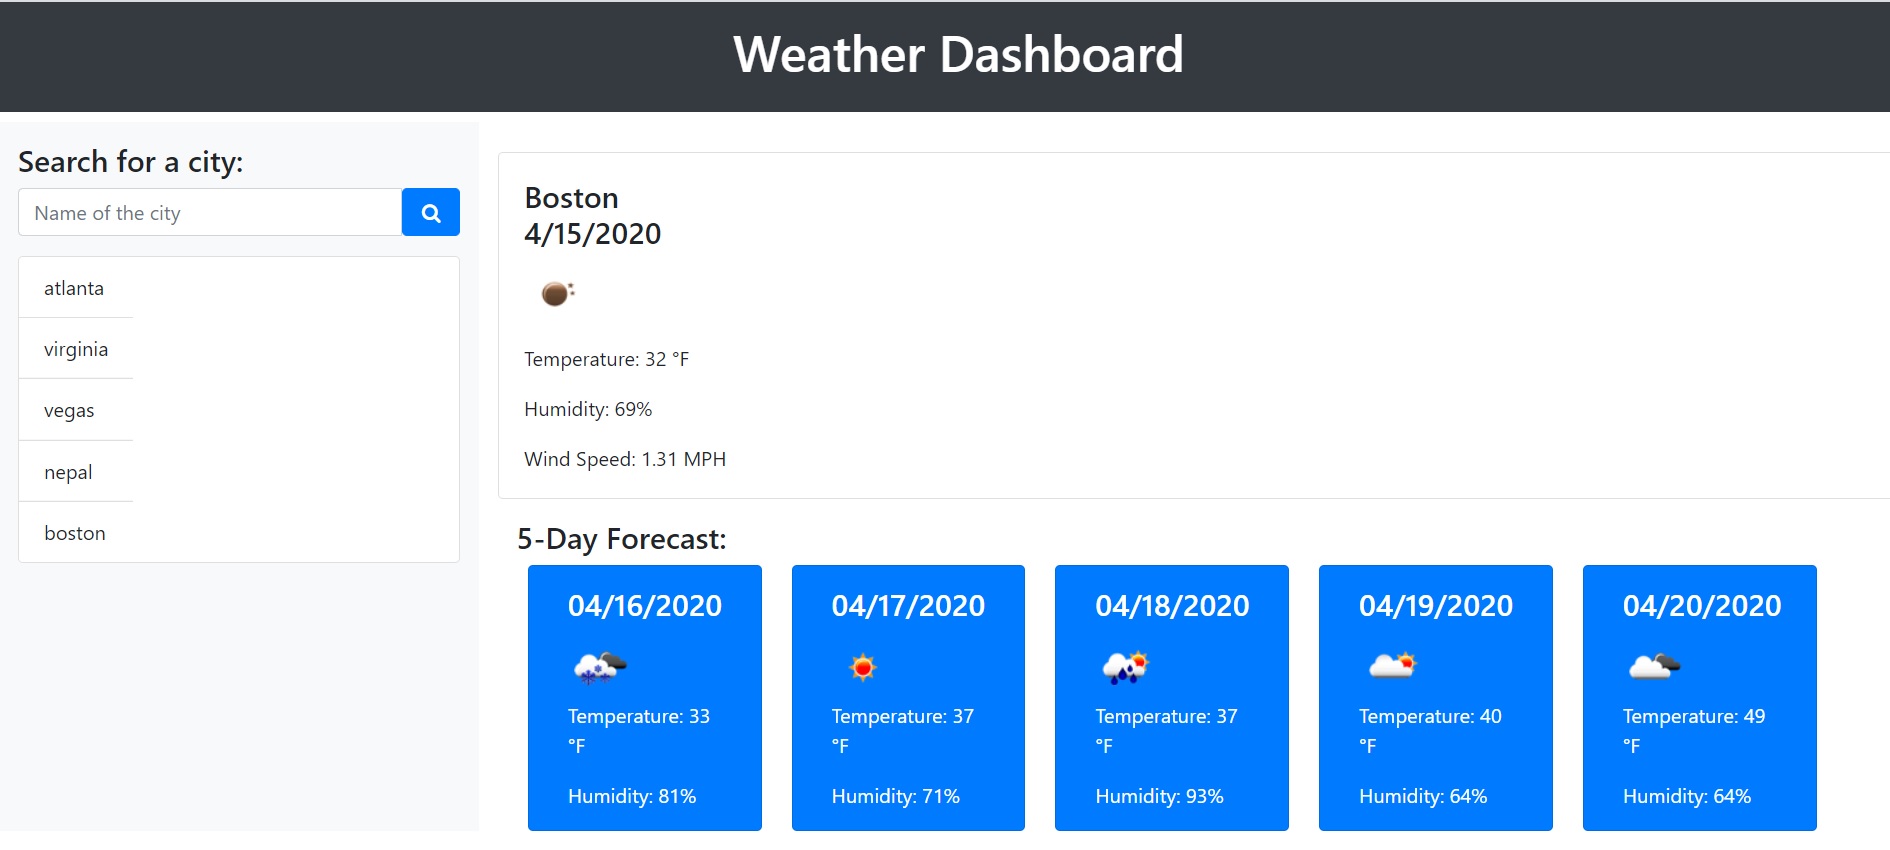 Weather Dashboard
Search for a city:
Name of the city
atlanta
virginia
vegas
nepal
boston
Boston
4/15/2020
Temperature: 32 °F
Humidity: 69%
Wind Speed: 1.31 MPH
5-Day Forecast:
04/16/2020
Temperature: 33
°F
Humidity: 81%
04/17/2020
Temperature: 37
°F
Humidity: 71%
04/18/2020
Temperature: 37
°F
Humidity: 93%
04/19/2020
Temperature: 40
°F
Humidity: 64%
04/20/2020
Temperature: 49
°F
Humidity: 64%